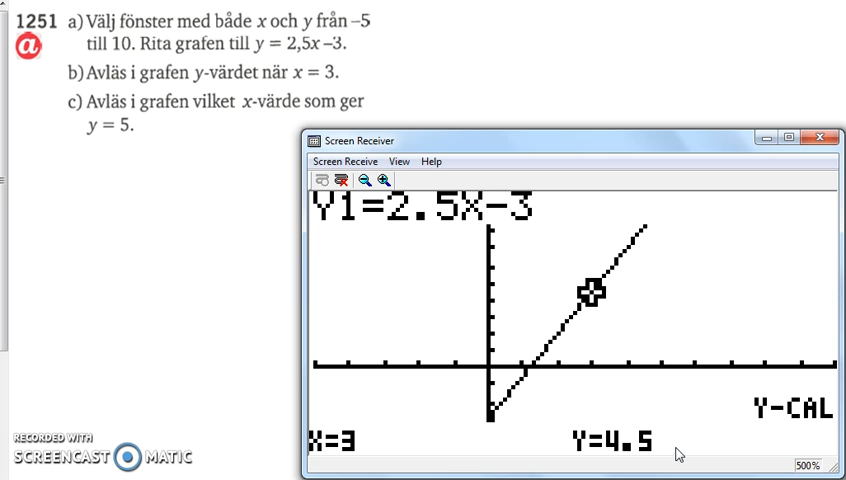 1251 a) Välj fönster med både x och y från –5
till 10. Rita grafen till y = 2,5x –3.
a
b) Avläs i grafen y-värdet när x = 3.
c) Avläs i grafen vilket x-värde som ger
y = 5.
Screen Receiver
Screen Receive View Help
Y1=2.5X-3
Y-CAL
X=3 Y=4.5
500%
RECORDED WITH
SCREENCAST MATIC